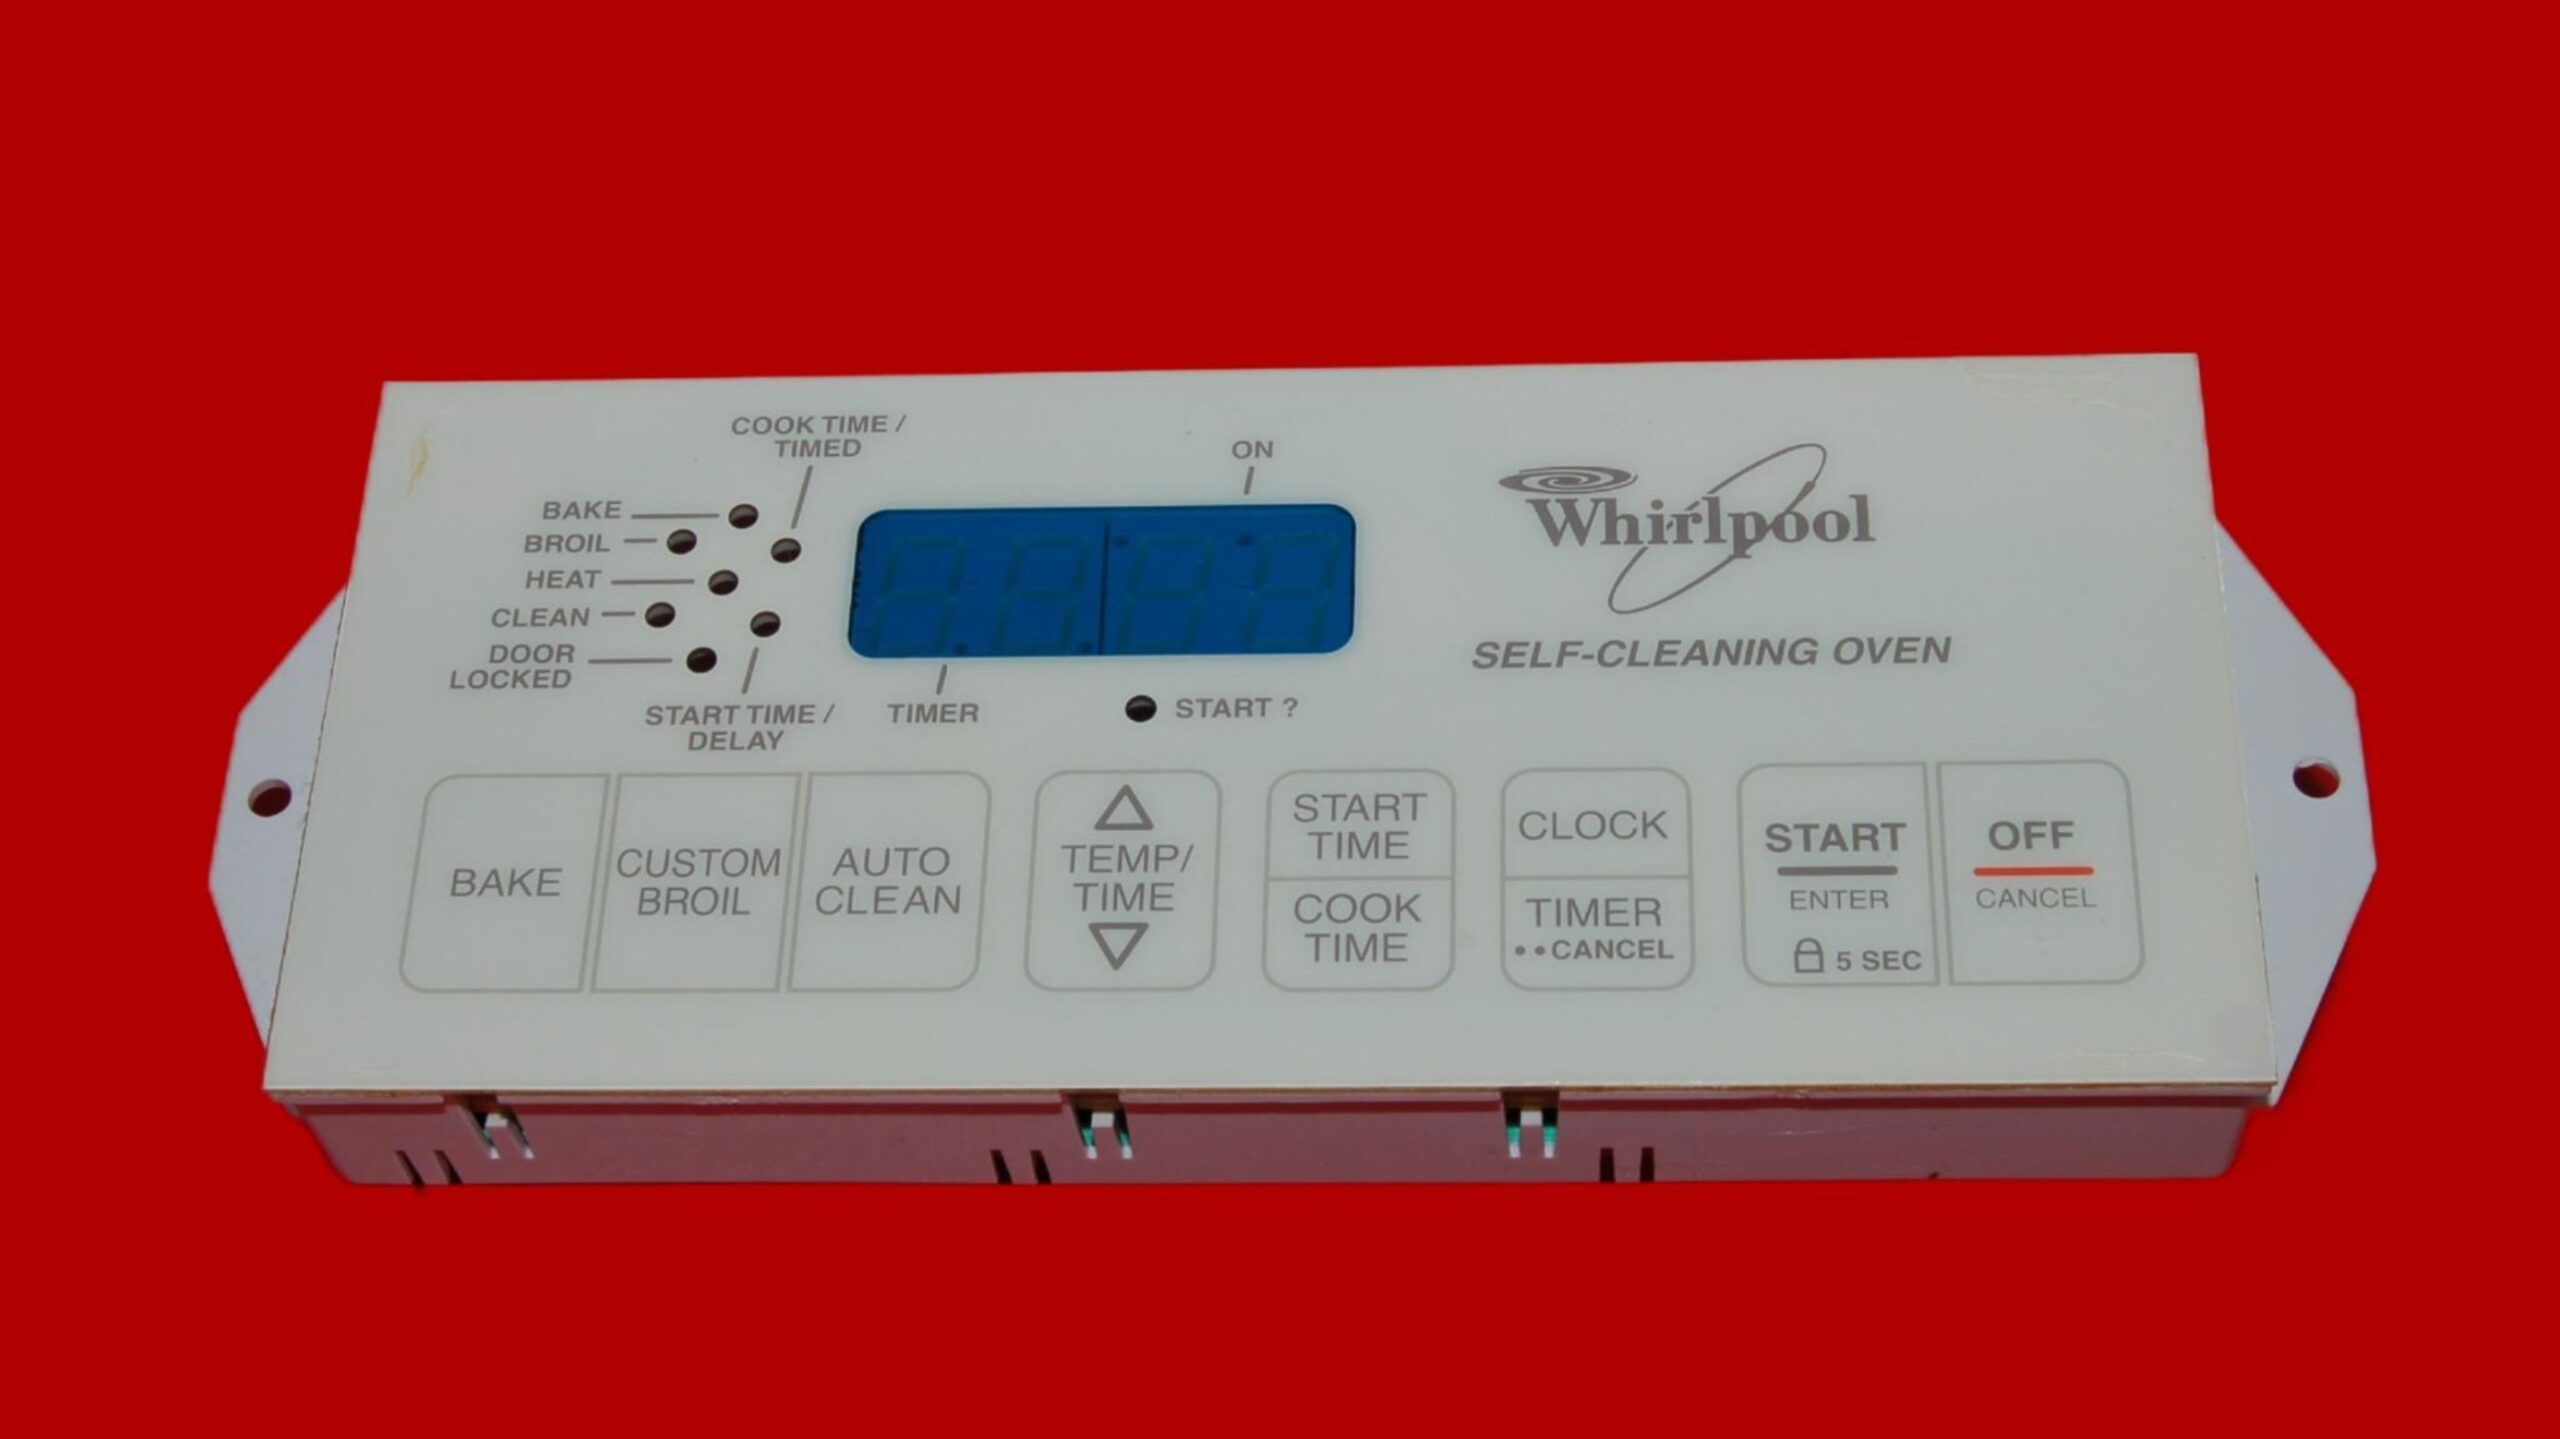 COOK TIME /
TIMED
ON
BAKE
BROIL
HEAT
CLEAN
DOOR
LOCKED
START TIME /
DELAY
TIMER
START ?
Whirlpool
SELF-CLEANING OVEN
BAKE
CUSTOM
BROIL
AUTO
CLEAN
TEMP/
TIME
START
TIME
COOK
TIME
CLOCK
TIMER
••CANCEL
START
ENTER
5 SEC
OFF
CANCEL